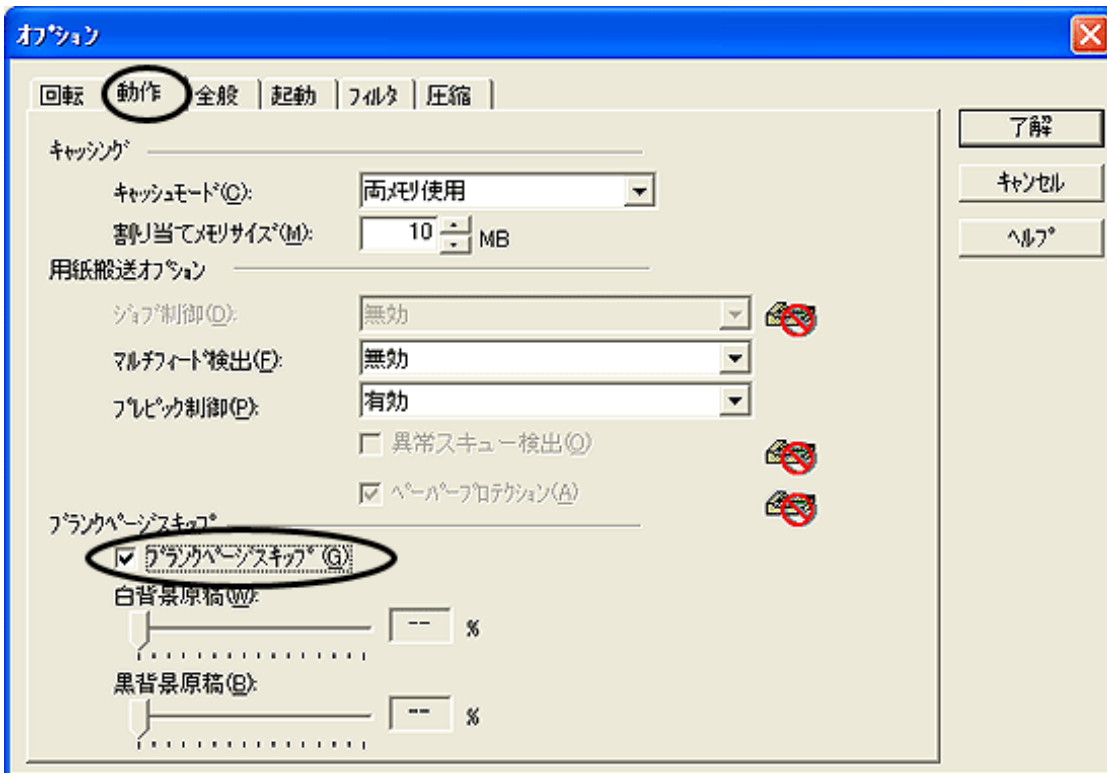 オプション
回転 動作 全般 起動 フィルタ 圧縮
了解
キャンセル
ヘルプ
キャッシング
キャッシュモード(C): 両メモリ使用
割り当てメモリサイズ(M): 10 MB
用紙搬送オプション
ジョブ制御(D): 無効
マルチフィード検出(F): 無効
プレピック制御(P): 有効
異常スキュー検出(O)
ペーパープロテクション(A)
ブランクページスキップ
ブランクページスキップ(G)
白背景原稿(W):
-- %
黒背景原稿(B):
-- %